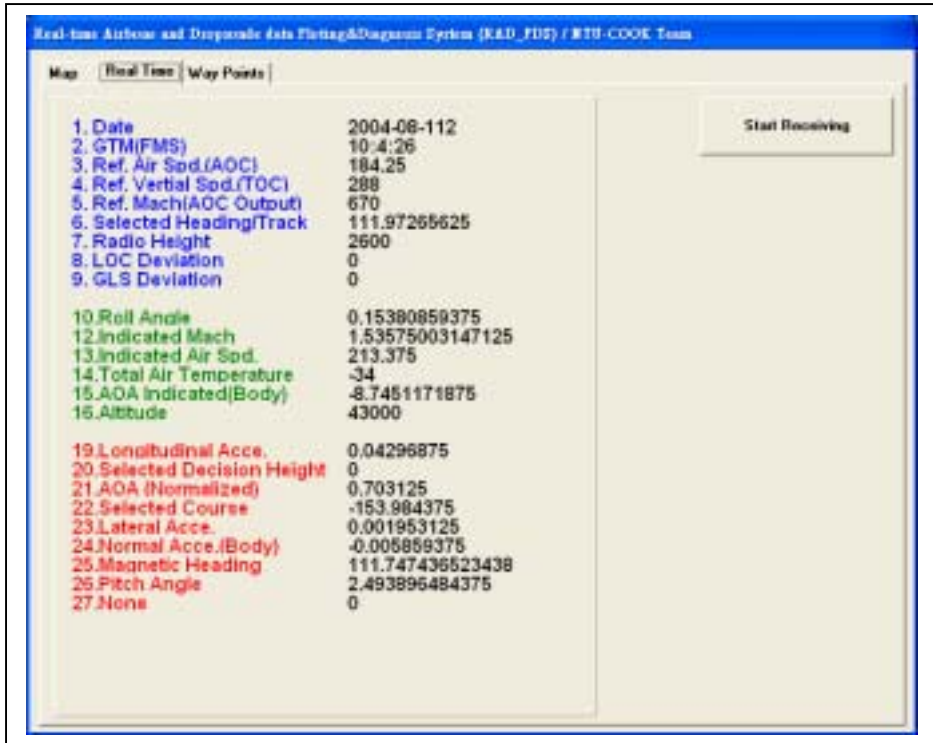 Real-time Airbone and Dropsonde data Ploting&Diagnosis System (RAD_PDS) / NTU-COOK Team
Map Real Time Way Points
Start Receiving
1. Date 2004-08-112
2. GTM(FMS) 10:4:26
3. Ref. Air Spd.(AOC) 184.25
4. Ref. Vertial Spd.(TOC) 288
5. Ref. Mach(AOC Output) 670
6. Selected Heading/Track 111.97265625
7. Radio Height 2600
8. LOC Deviation 0
9. GLS Deviation 0
10.Roll Angle 0.15380859375
12.Indicated Mach 1.53575003147125
13.Indicated Air Spd. 213.375
14.Total Air Temperature -34
15.AOA Indicated(Body) -8.7451171875
16.Altitude 43000
19.Longitudinal Acce. 0.04296875
20.Selected Decision Height 0
21.AOA (Normalized) 0.703125
22.Selected Course -153.984375
23.Lateral Acce. 0.001953125
24.Normal Acce.(Body) -0.005859375
25.Magnetic Heading 111.747436523438
26.Pitch Angle 2.493896484375
27.None 0